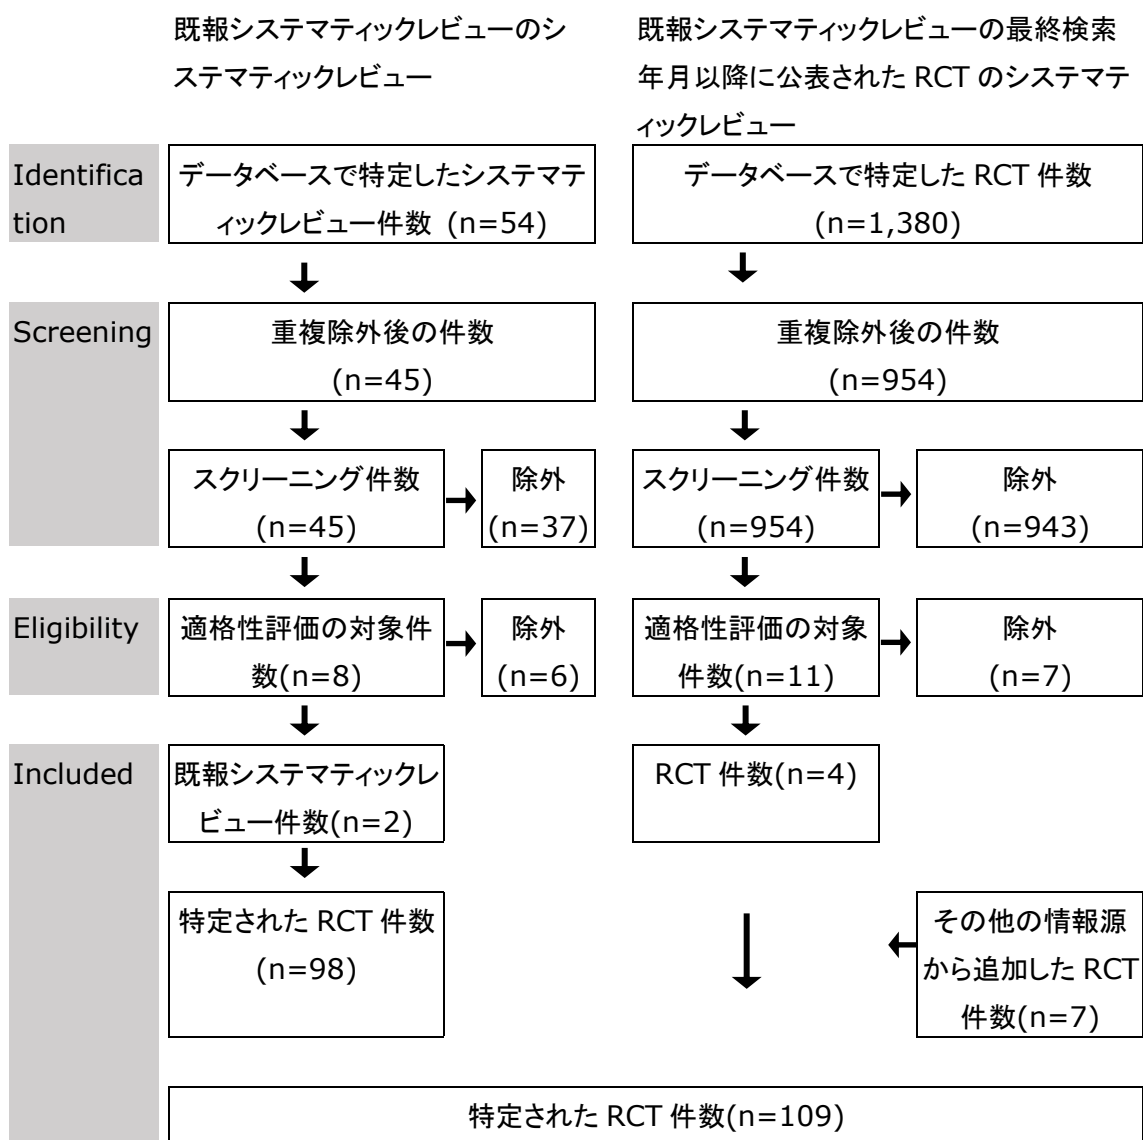 既報システマティックレビューのシ
ステマティックレビュー
既報システマティックレビューの最終検索
年月以降に公表された RCT のシステマテ
ィックレビュー
Identifica
tion
データベースで特定したシステマテ
ィックレビュー件数 (n=54)
データベースで特定した RCT 件数
(n=1,380)
Screening
重複除外後の件数
(n=45)
重複除外後の件数
(n=954)
スクリーニング件数
(n=45)
除外
(n=37)
スクリーニング件数
(n=954)
除外
(n=943)
Eligibility
適格性評価の対象件
数(n=8)
除外
(n=6)
適格性評価の対象
件数(n=11)
除外
(n=7)
Included
既報システマティックレ
ビュー件数(n=2)
RCT 件数(n=4)
特定された RCT 件数
(n=98)
その他の情報源
から追加した RCT
件数(n=7)
特定された RCT 件数(n=109)